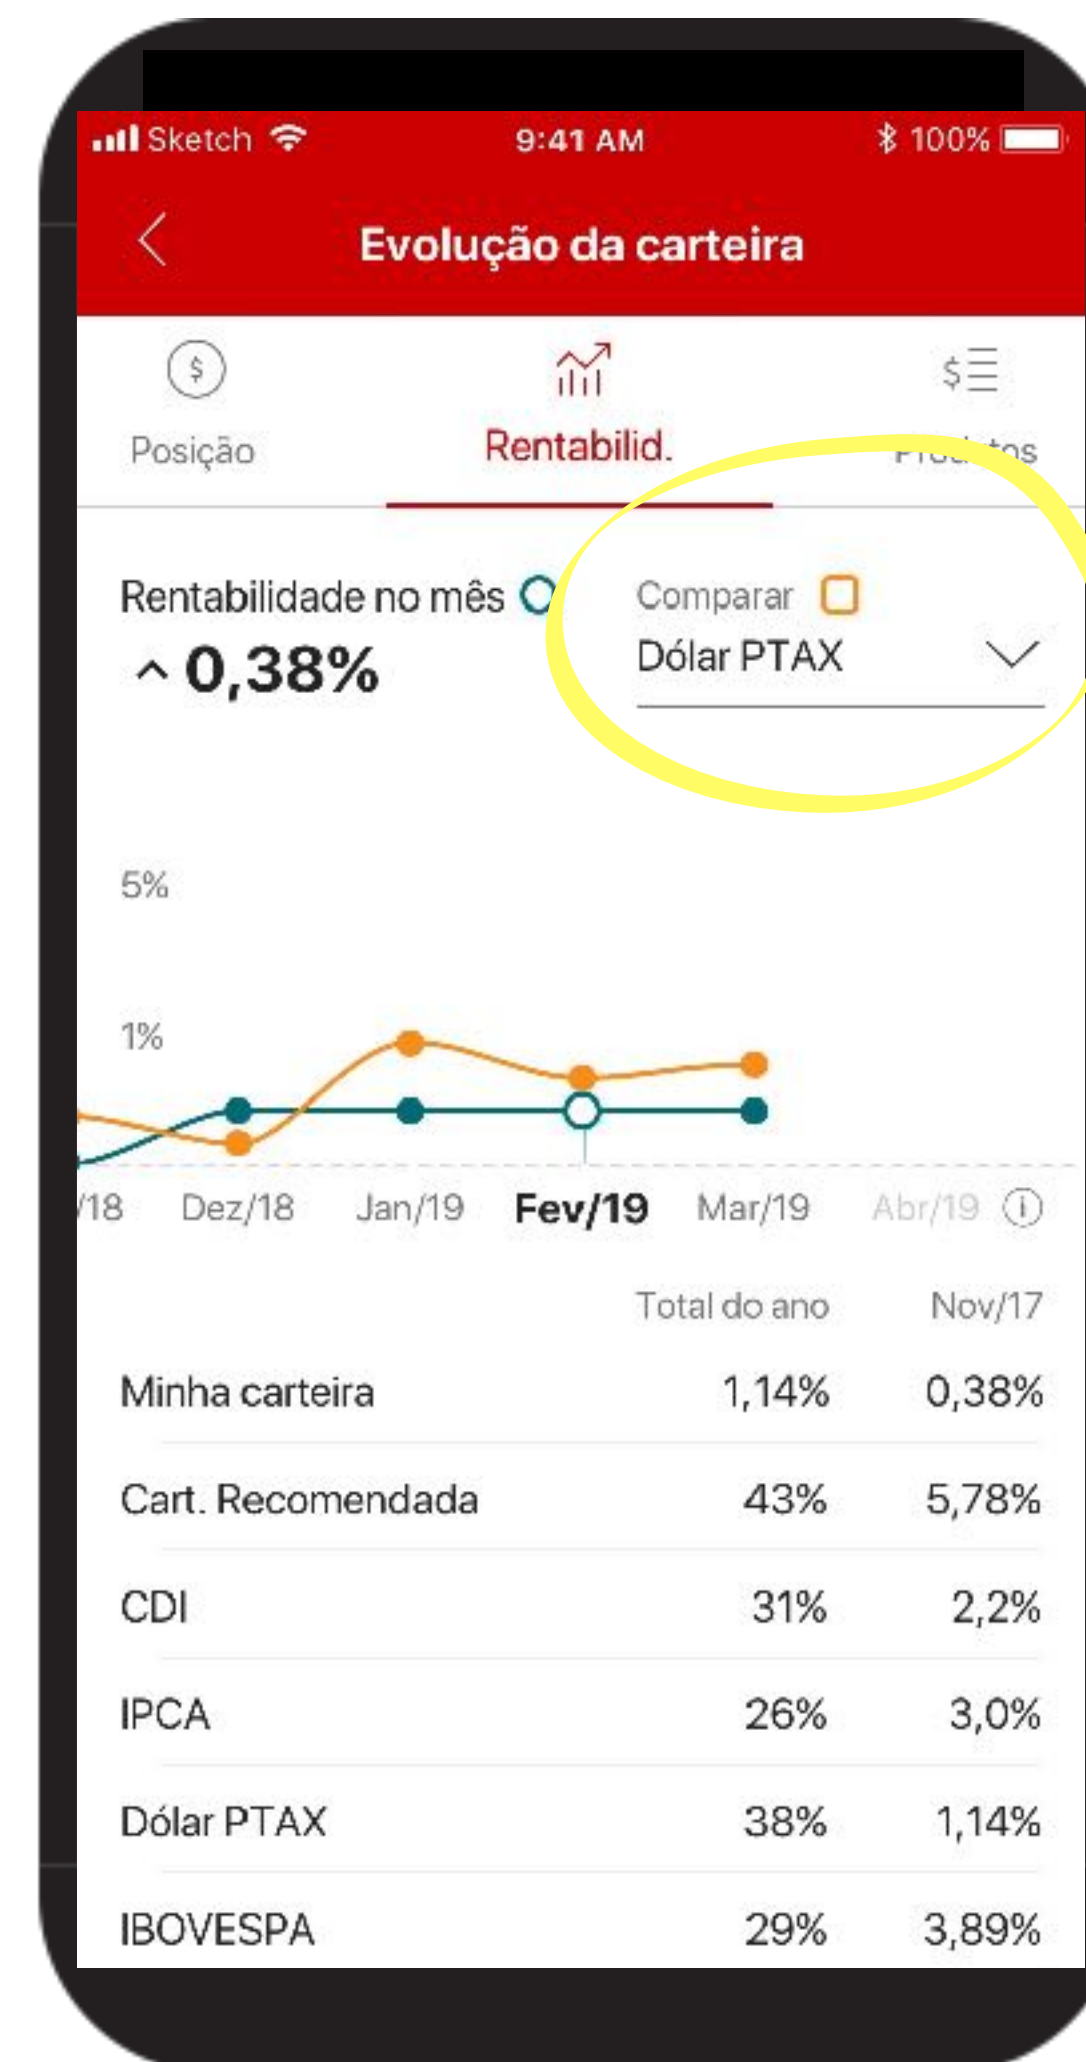 Sketch 9:41 AM 100%
Evolução da carteira
$ $
Posição Rentabilid. Produtos
Rentabilidade no mês Comparar
0,38% Dólar PTAX
5%
1%
/18 Dez/18 Jan/19 Fev/19 Mar/19 Abr/19 i
Total do ano Nov/17
Minha carteira 1,14% 0,38%
Cart. Recomendada 43% 5,78%
CDI 31% 2,2%
IPCA 26% 3,0%
Dólar PTAX 38% 1,14%
IBOVESPA 29% 3,89%